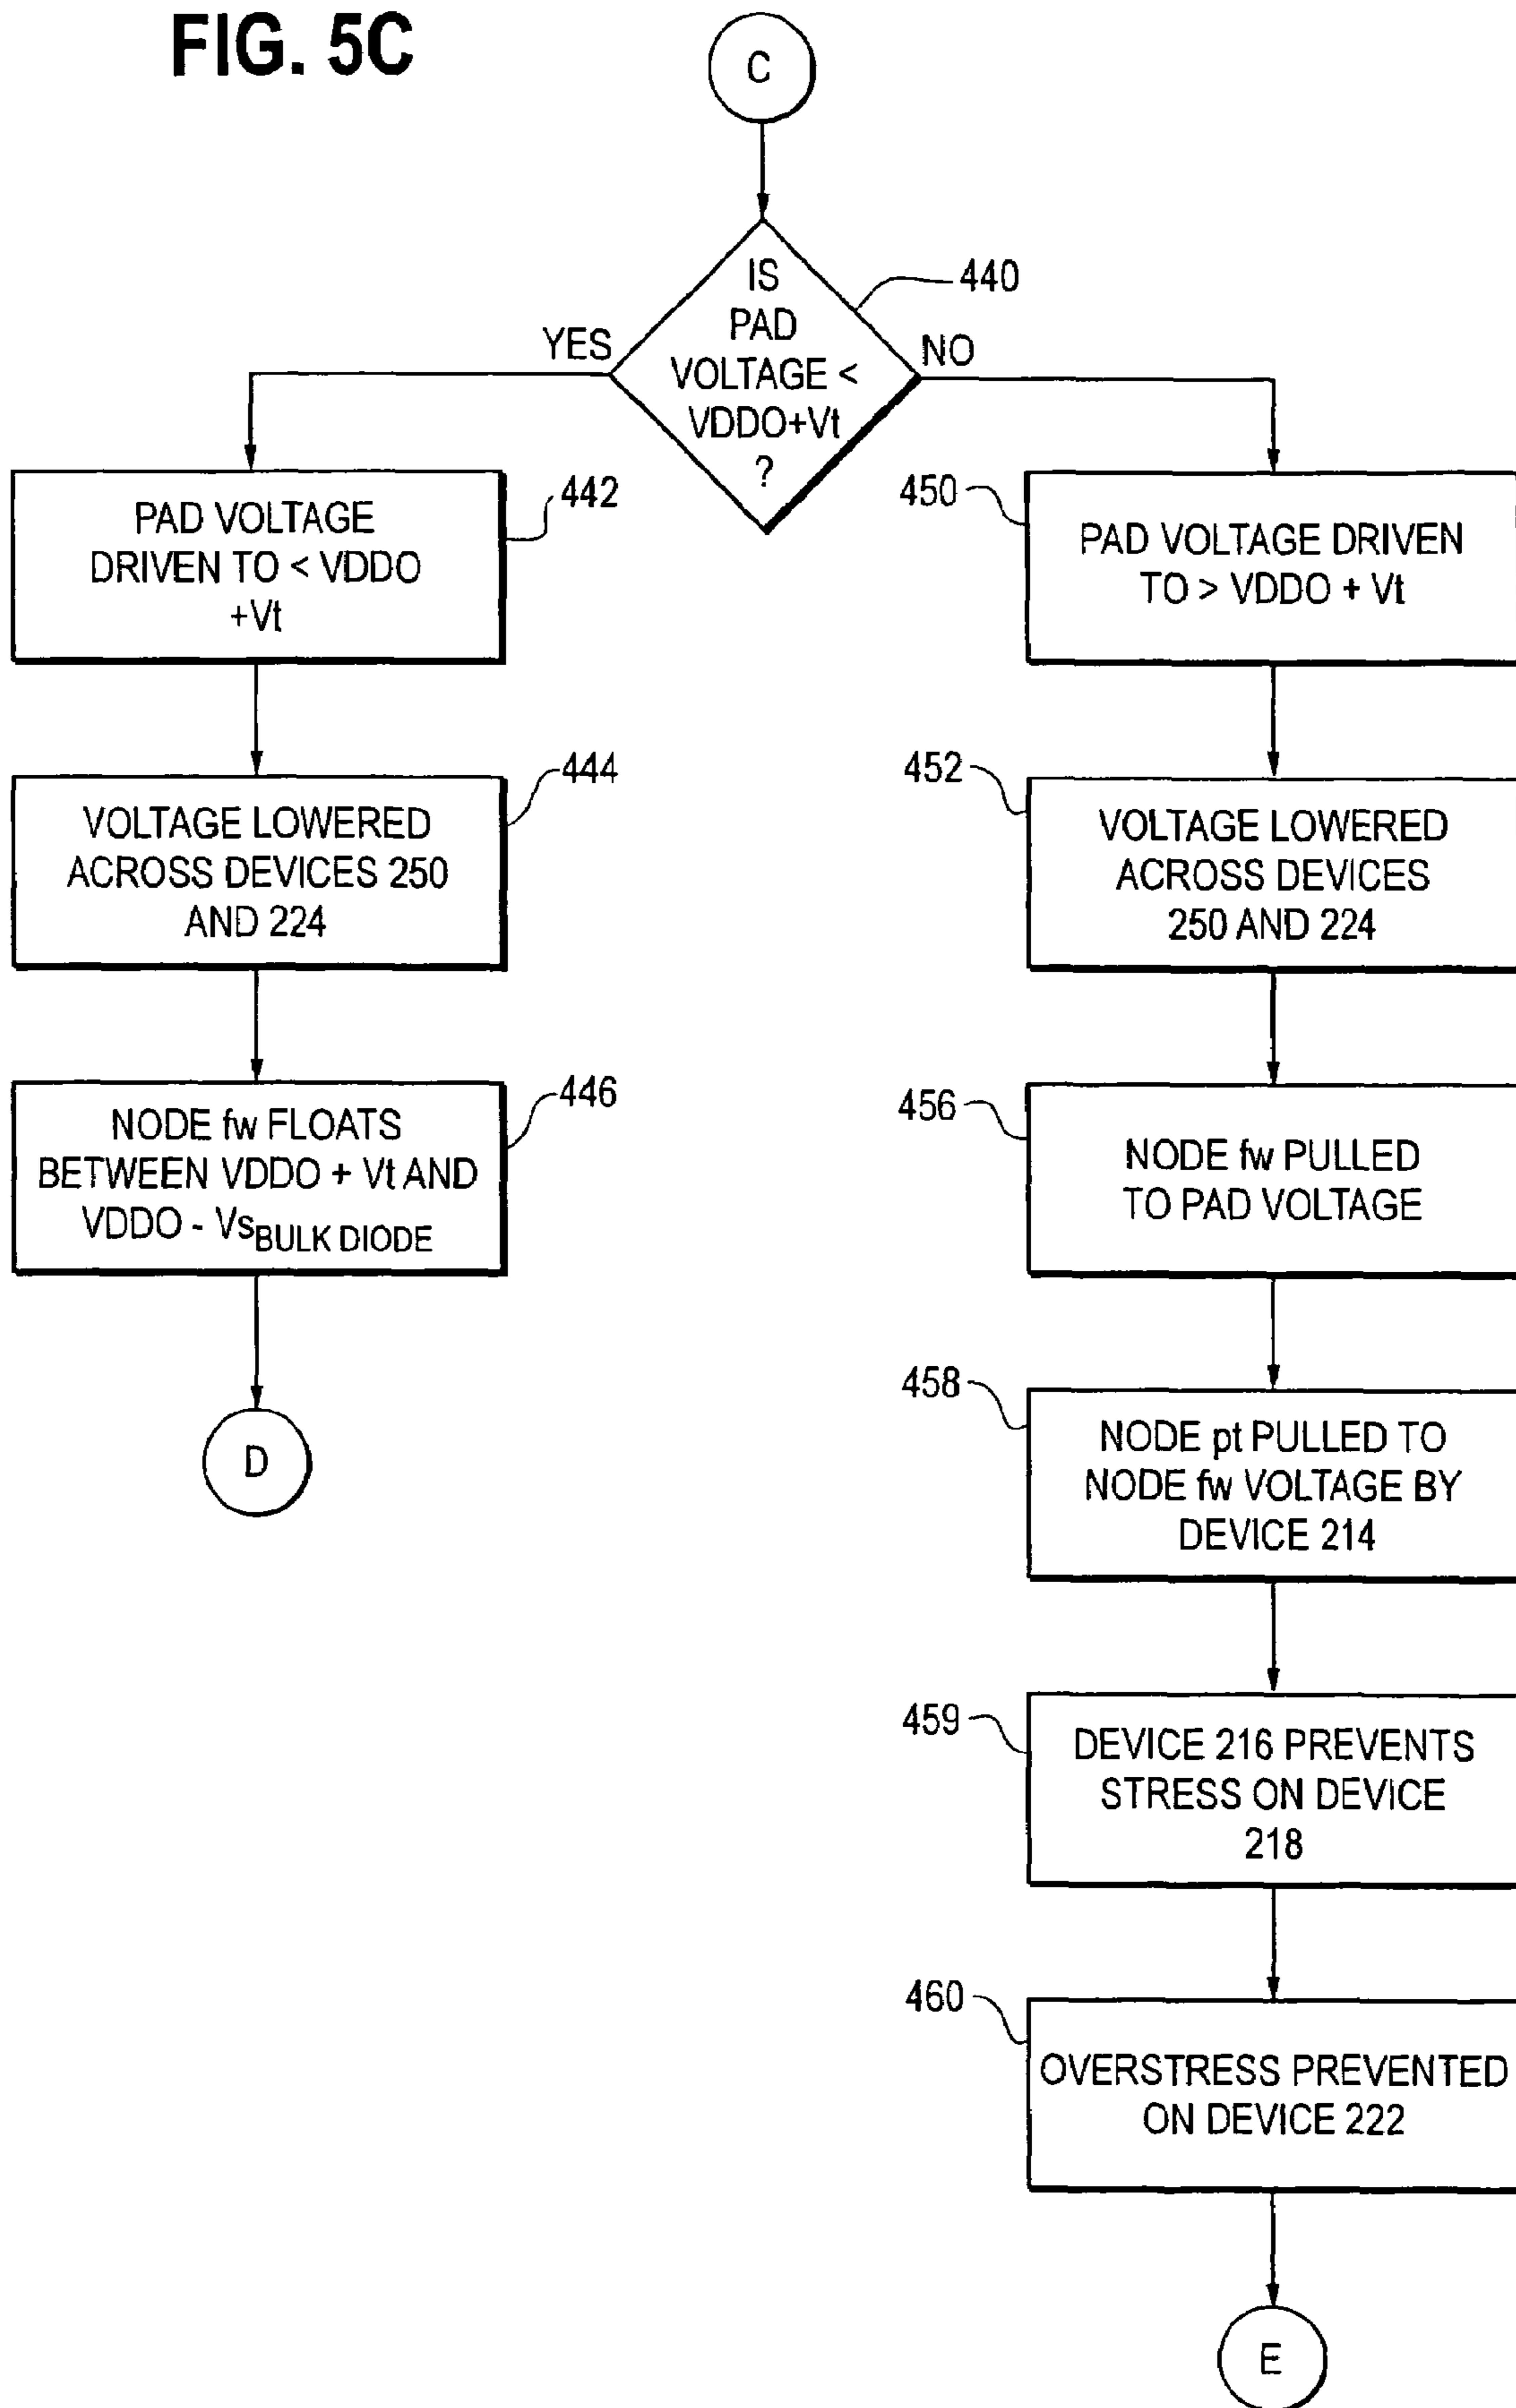 FIG. 5C
C
IS
PAD
VOLTAGE <
VDDO+Vt
?
440
YES
NO
PAD VOLTAGE
DRIVEN TO < VDDO
+Vt
442
VOLTAGE LOWERED
ACROSS DEVICES 250
AND 224
444
NODE fw FLOATS
BETWEEN VDDO + Vt AND
VDDO - VsBULK DIODE
446
D
450
PAD VOLTAGE DRIVEN
TO > VDDO + Vt
452
VOLTAGE LOWERED
ACROSS DEVICES
250 AND 224
456
NODE fw PULLED
TO PAD VOLTAGE
458
NODE pt PULLED TO
NODE fw VOLTAGE BY
DEVICE 214
459
DEVICE 216 PREVENTS
STRESS ON DEVICE
218
460
OVERSTRESS PREVENTED
ON DEVICE 222
E